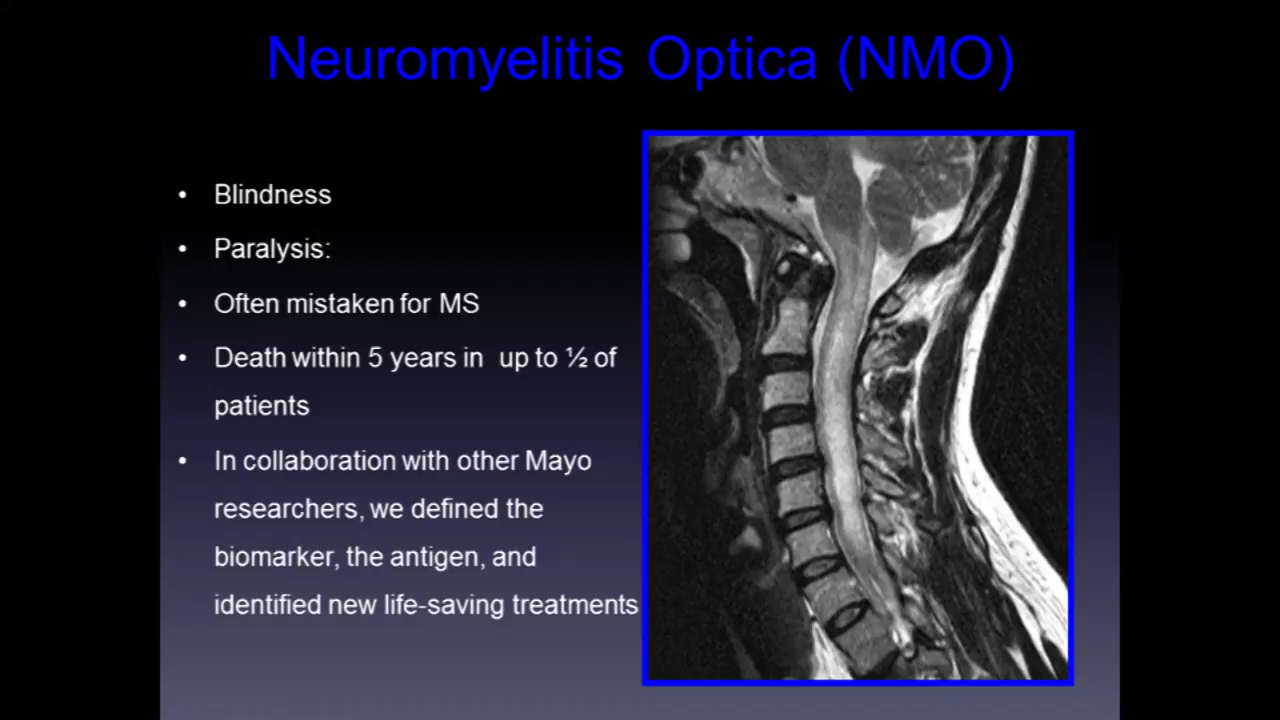 Neuromyelitis Optica (NMO)
• Blindness
• Paralysis:
• Often mistaken for MS
• Death within 5 years in up to ½ of
patients
• In collaboration with other Mayo
researchers, we defined the
biomarker, the antigen, and
identified new life-saving treatments